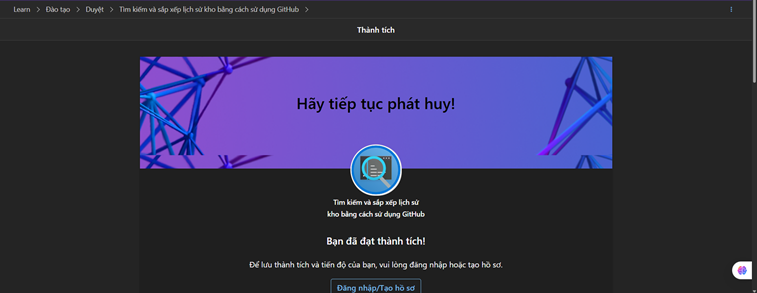 Learn > Đào tạo > Duyệt > Tìm kiếm và sắp xếp lịch sử kho bằng cách sử dụng GitHub >
Thành tích
Hãy tiếp tục phát huy!
Tìm kiếm và sắp xếp lịch sử
kho bằng cách sử dụng GitHub
Bạn đã đạt thành tích!
Để lưu thành tích và tiến độ của bạn, vui lòng đăng nhập hoặc tạo hồ sơ.
Đăng nhập/Tạo hồ sơ